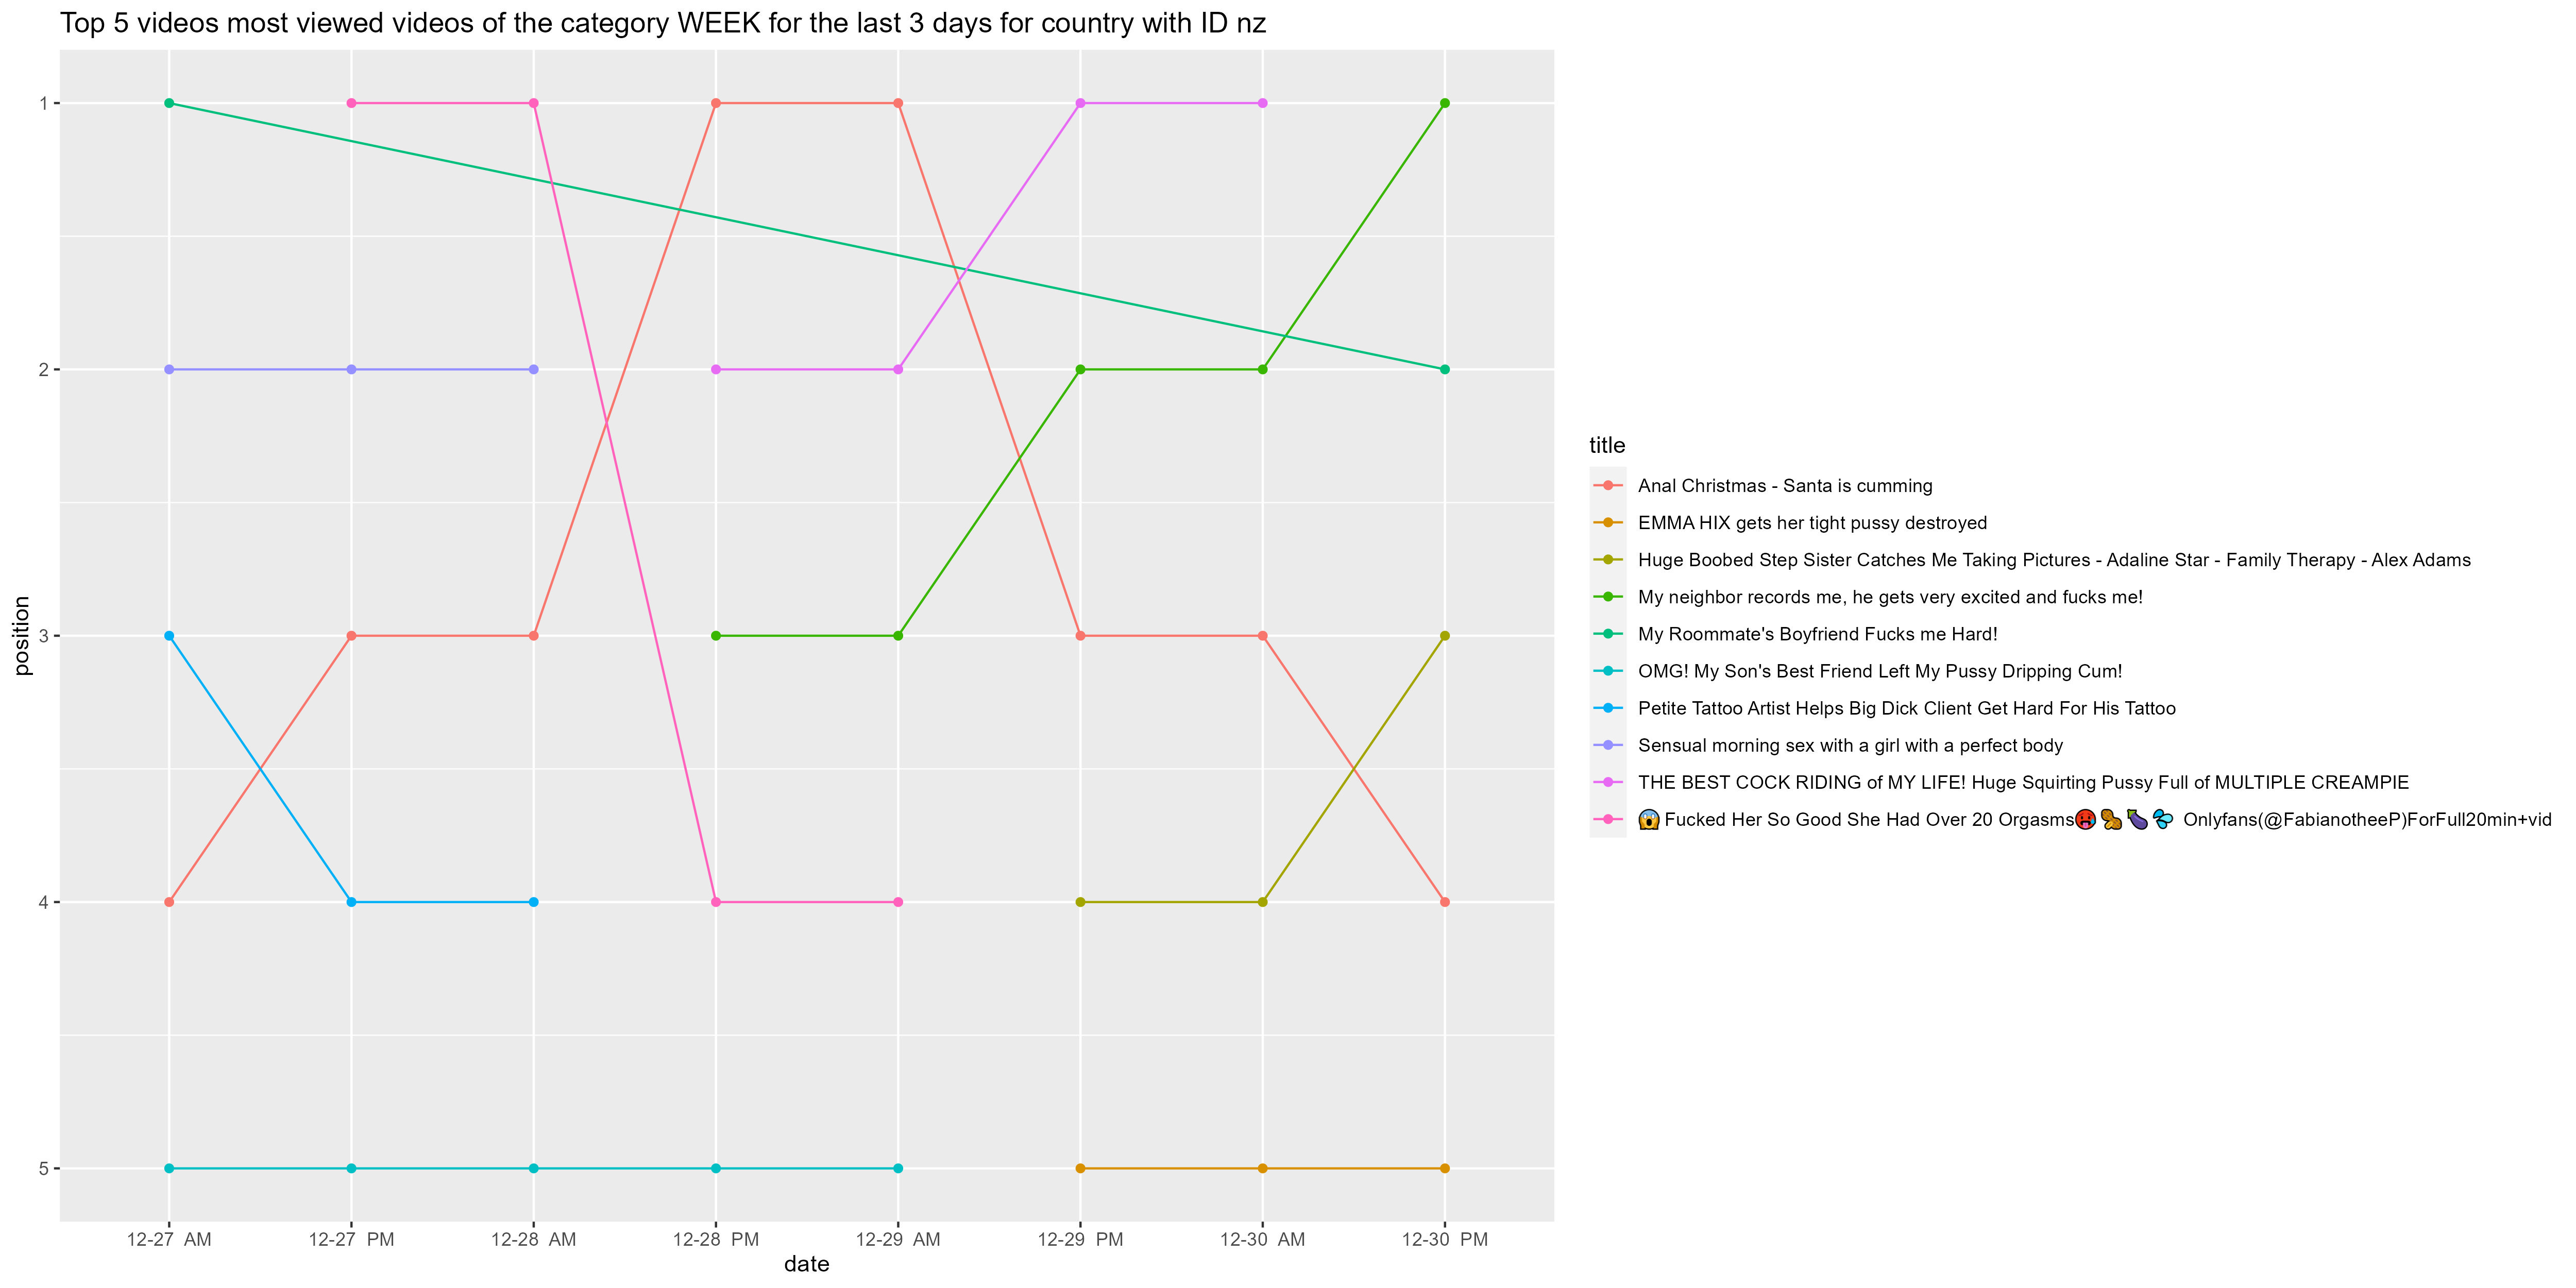 Top 5 videos most viewed videos of the category WEEK for the last 3 days for country with ID nz
position
1
2
3
4
5
12-27 AM
12-27 PM
12-28 AM
12-28 PM
12-29 AM
12-29 PM
12-30 AM
12-30 PM
date
title
Anal Christmas - Santa is cumming
EMMA HIX gets her tight pussy destroyed
Huge Boobed Step Sister Catches Me Taking Pictures - Adaline Star - Family Therapy - Alex Adams
My neighbor records me, he gets very excited and fucks me!
My Roommate's Boyfriend Fucks me Hard!
OMG! My Son's Best Friend Left My Pussy Dripping Cum!
Petite Tattoo Artist Helps Big Dick Client Get Hard For His Tattoo
Sensual morning sex with a girl with a perfect body
THE BEST COCK RIDING of MY LIFE! Huge Squirting Pussy Full of MULTIPLE CREAMPIE
😱 Fucked Her So Good She Had Over 20 Orgasms🥵 🥜 🍆 💦 Onlyfans(@FabianotheeP)ForFull20min+vid